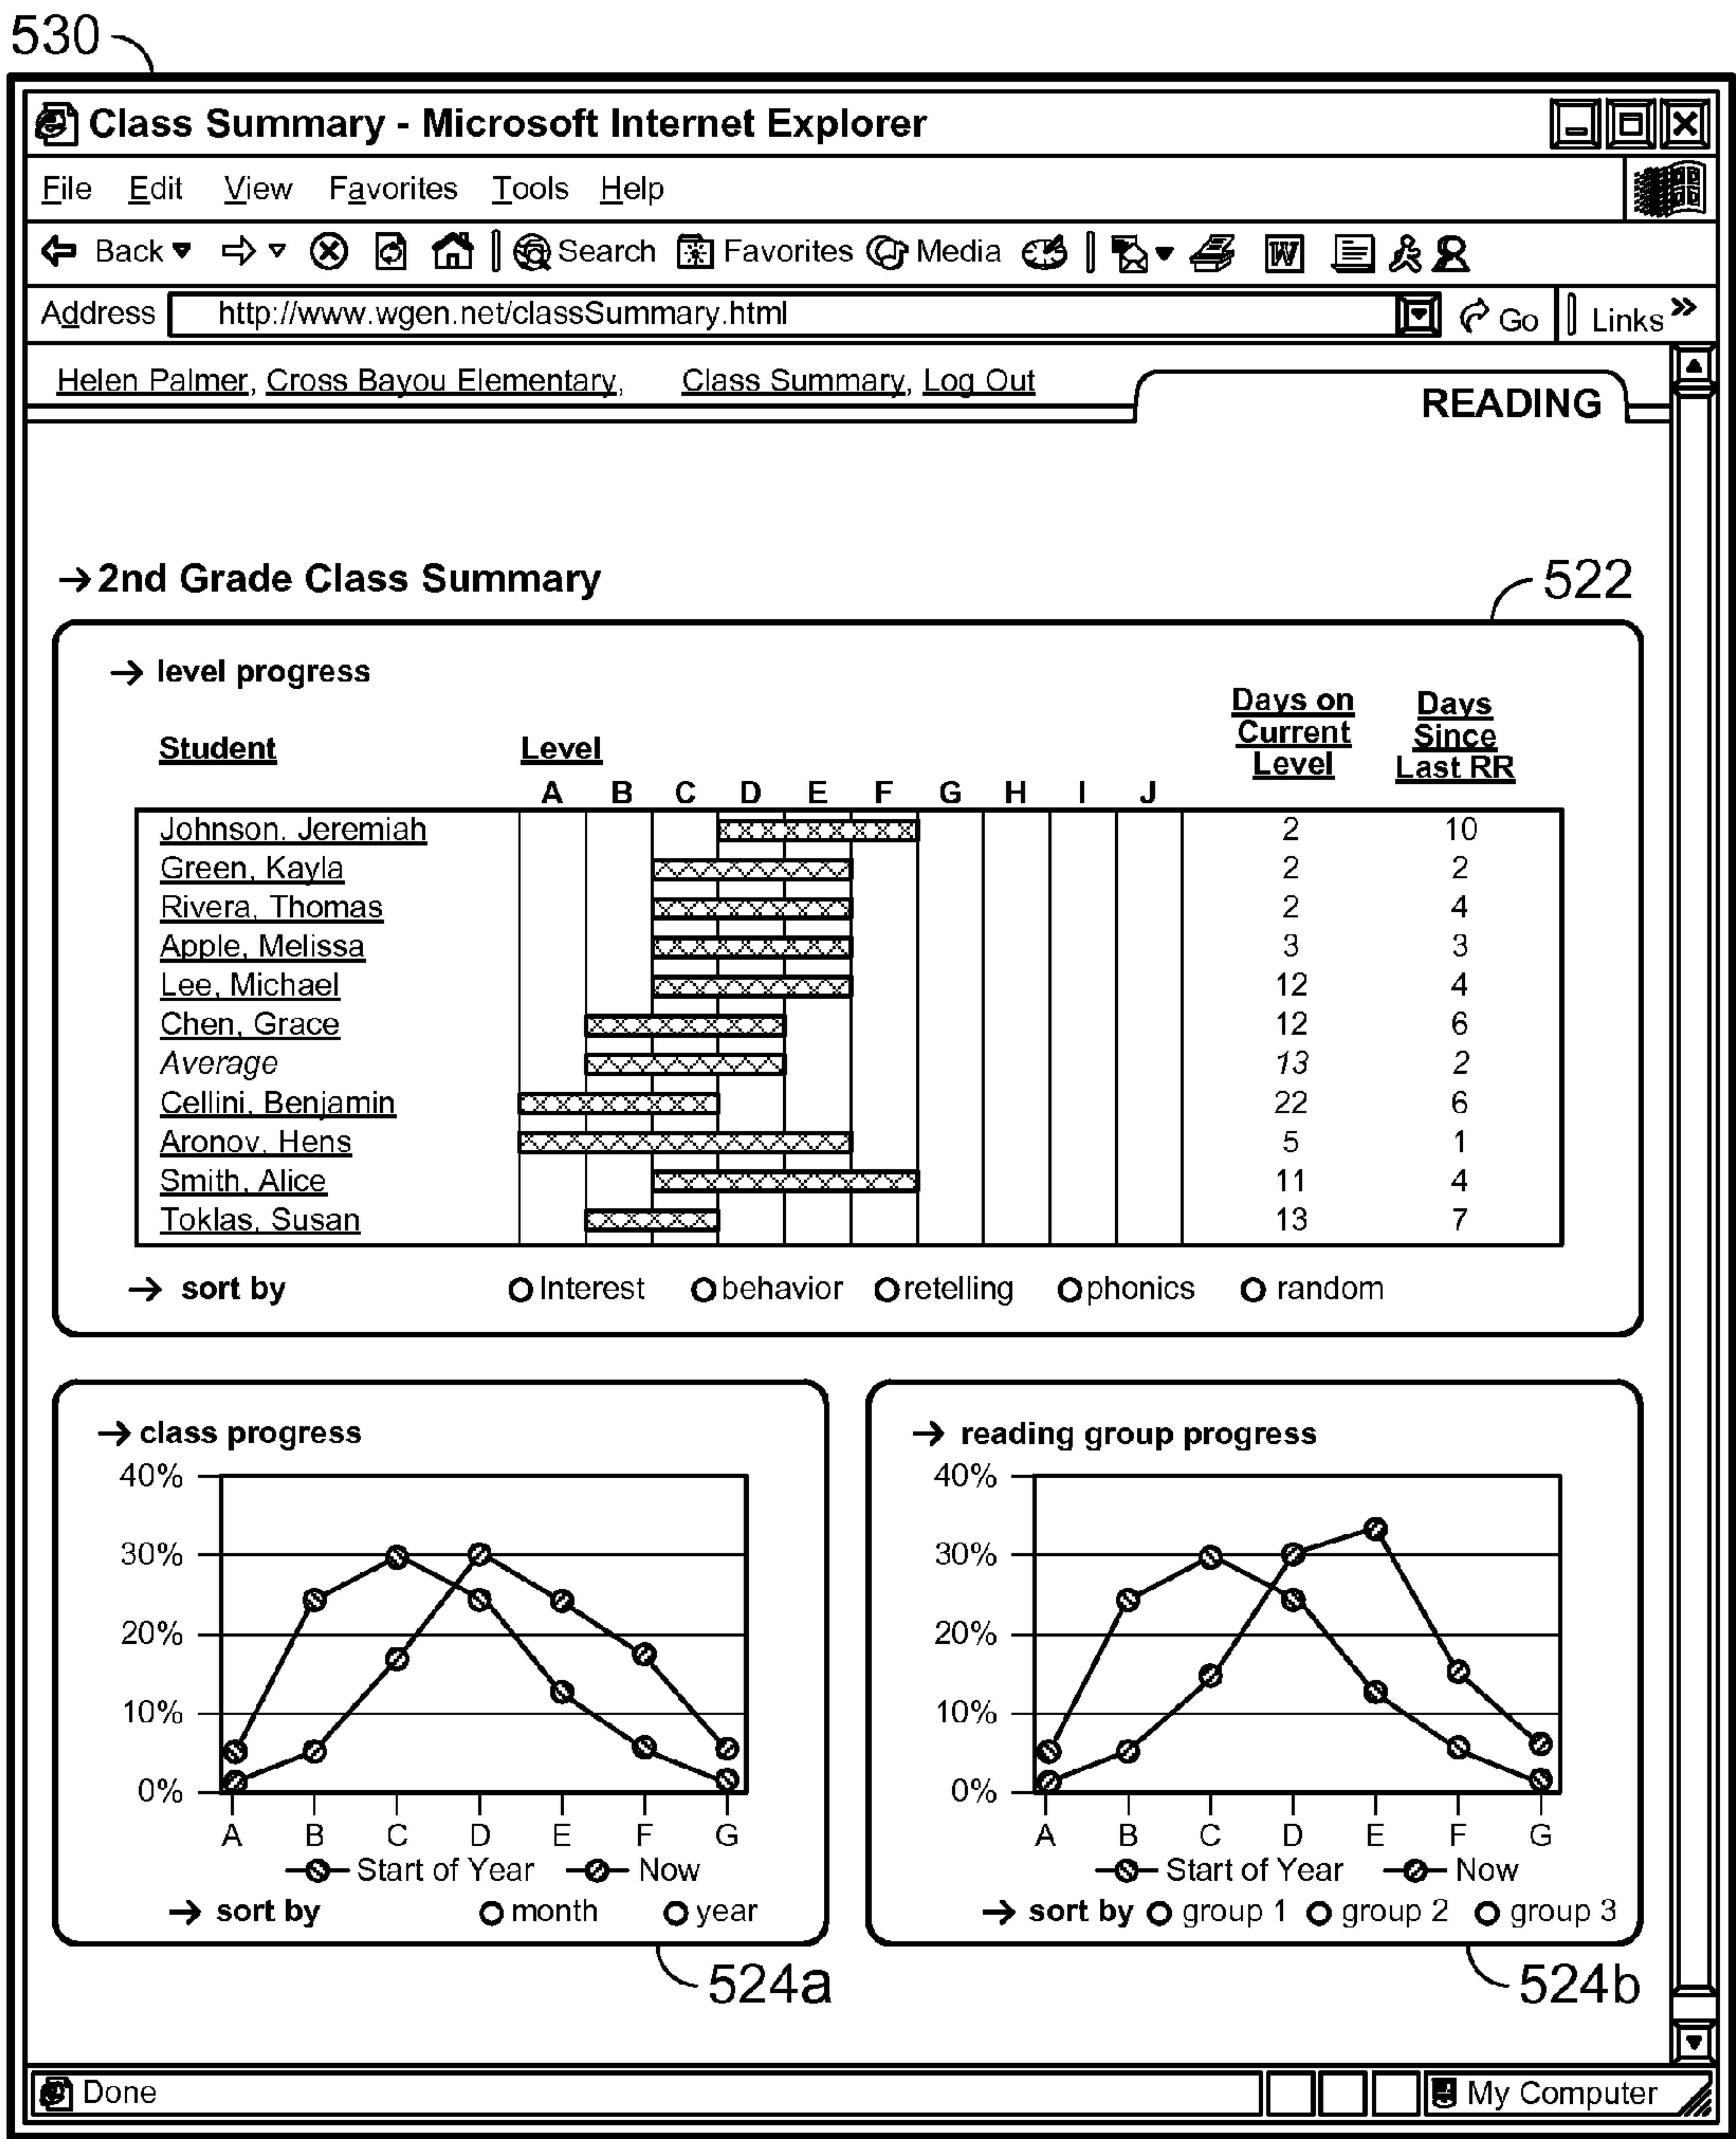 530
Class Summary - Microsoft Internet Explorer
File Edit View Favorites Tools Help
Back Search Favorites Media W
Address http://www.wgen.net/classSummary.html Go Links »
Helen Palmer, Cross Bayou Elementary, Class Summary, Log Out
READING
→ 2nd Grade Class Summary
522
→ level progress
Student Level Days on Current Level Days Since Last RR
A B C D E F G H I J
Johnson. Jeremiah 2 10
Green, Kayla 2 2
Rivera, Thomas 2 4
Apple, Melissa 3 3
Lee, Michael 12 4
Chen, Grace 12 6
Average 13 2
Cellini, Benjamin 22 6
Aronov, Hens 5 1
Smith, Alice 11 4
Toklas, Susan 13 7
→ sort by Interest behavior retelling phonics random
→ class progress
40%
30%
20%
10%
0%
A B C D E F G
Start of Year Now
→ sort by month year
524a
→ reading group progress
40%
30%
20%
10%
0%
A B C D E F G
Start of Year Now
→ sort by group 1 group 2 group 3
524b
Done My Computer